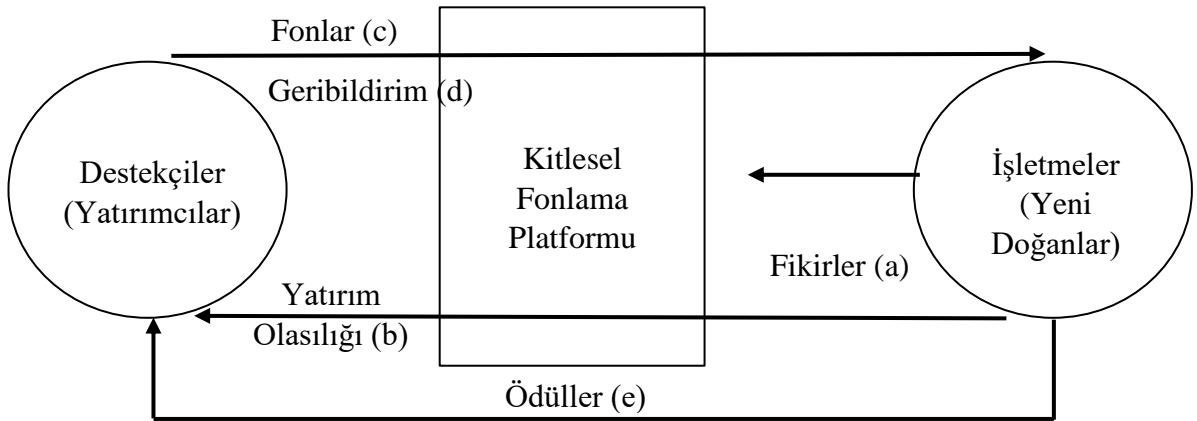 Fonlar (c)
Geribildirim (d)
Destekçiler
(Yatırımcılar)
Kitlesel
Fonlama
Platformu
İşletmeler
(Yeni
Doğanlar)
Fikirler (a)
Yatırım
Olasılığı (b)
Ödüller (e)